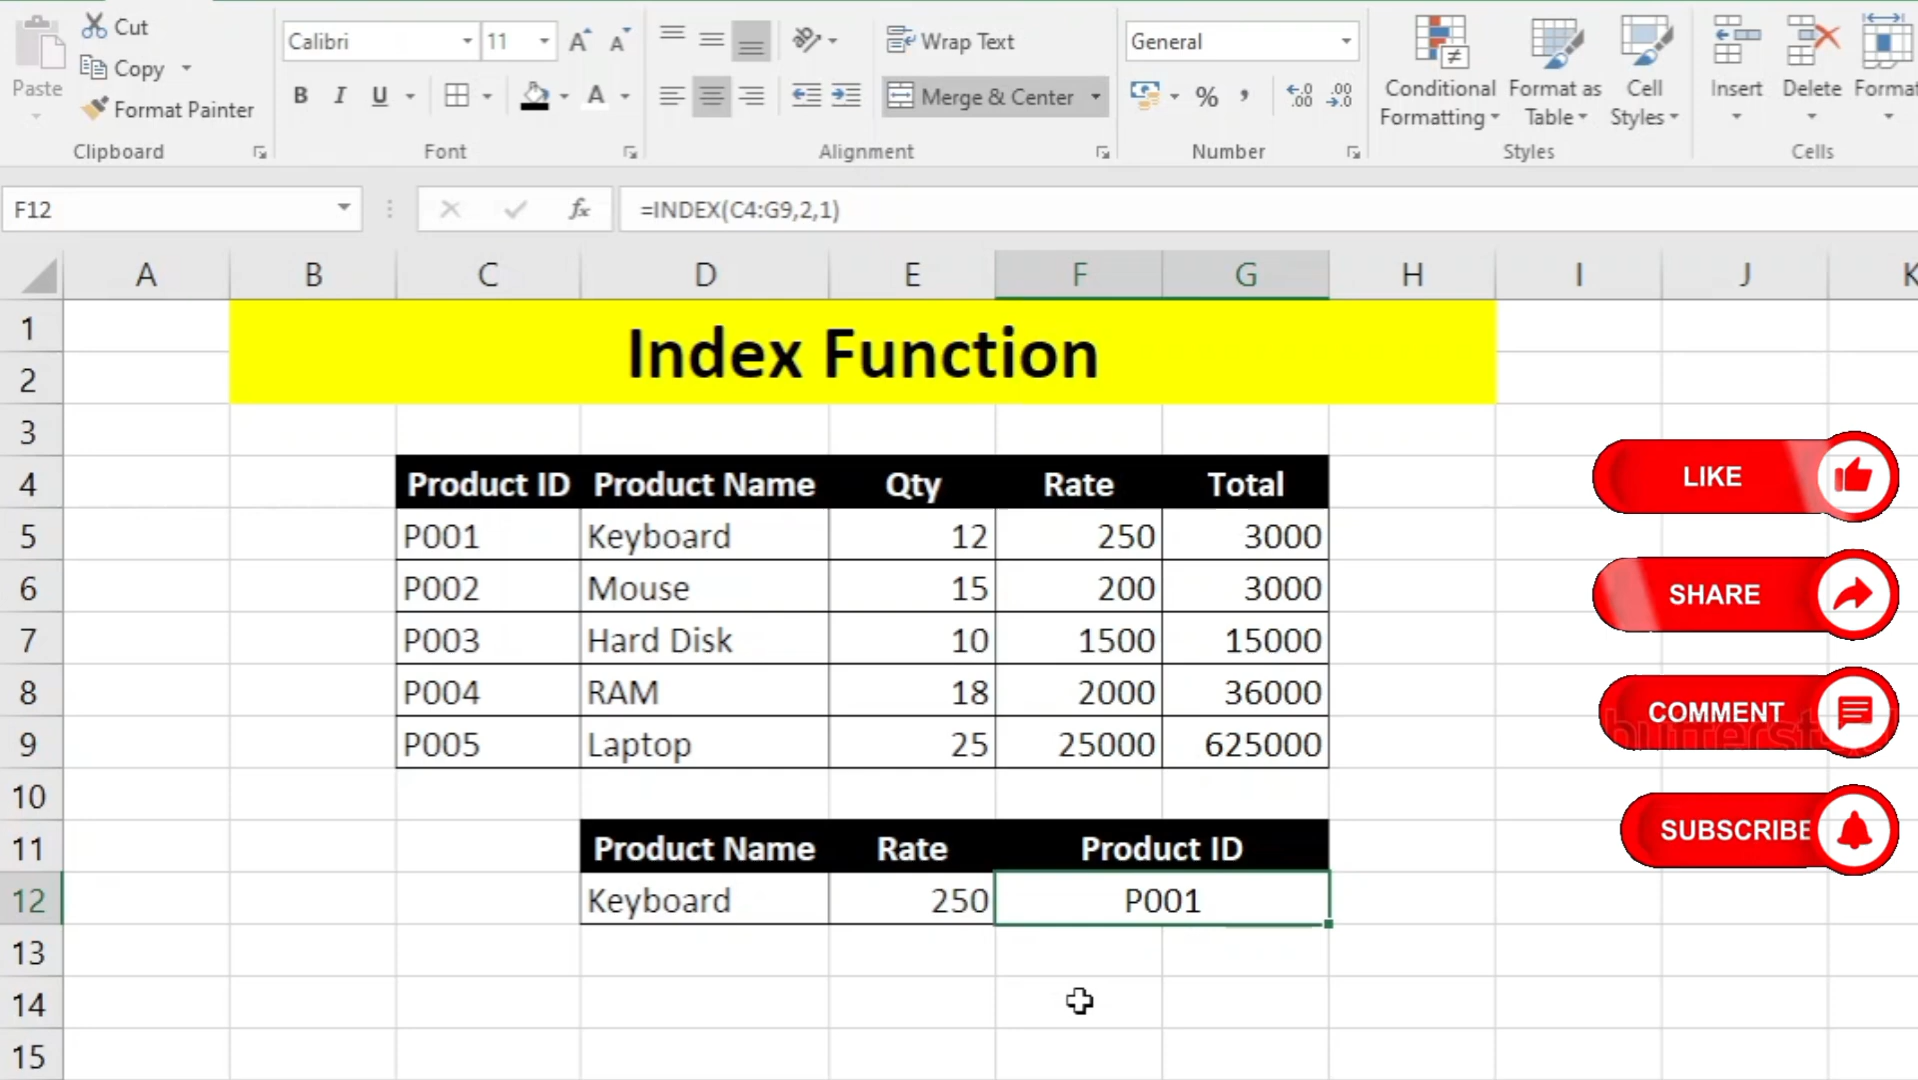 Cut
Copy
Format Painter
Paste
Clipboard
Calibri
11
B I U
Font
Wrap Text
Merge & Center
Alignment
General
%
Number
Conditional Formatting
Format as Table
Cell Styles
Styles
Insert
Delete
Format
Cells
F12
fx
=INDEX(C4:G9,2,1)
A B C D E F G H I J K
1
Index Function
2
3
4 Product ID Product Name Qty Rate Total
5 P001 Keyboard 12 250 3000
6 P002 Mouse 15 200 3000
7 P003 Hard Disk 10 1500 15000
8 P004 RAM 18 2000 36000
9 P005 Laptop 25 25000 625000
10
11 Product Name Rate Product ID
12 Keyboard 250 P001
13
14
15
LIKE
SHARE
COMMENT
SUBSCRIBE